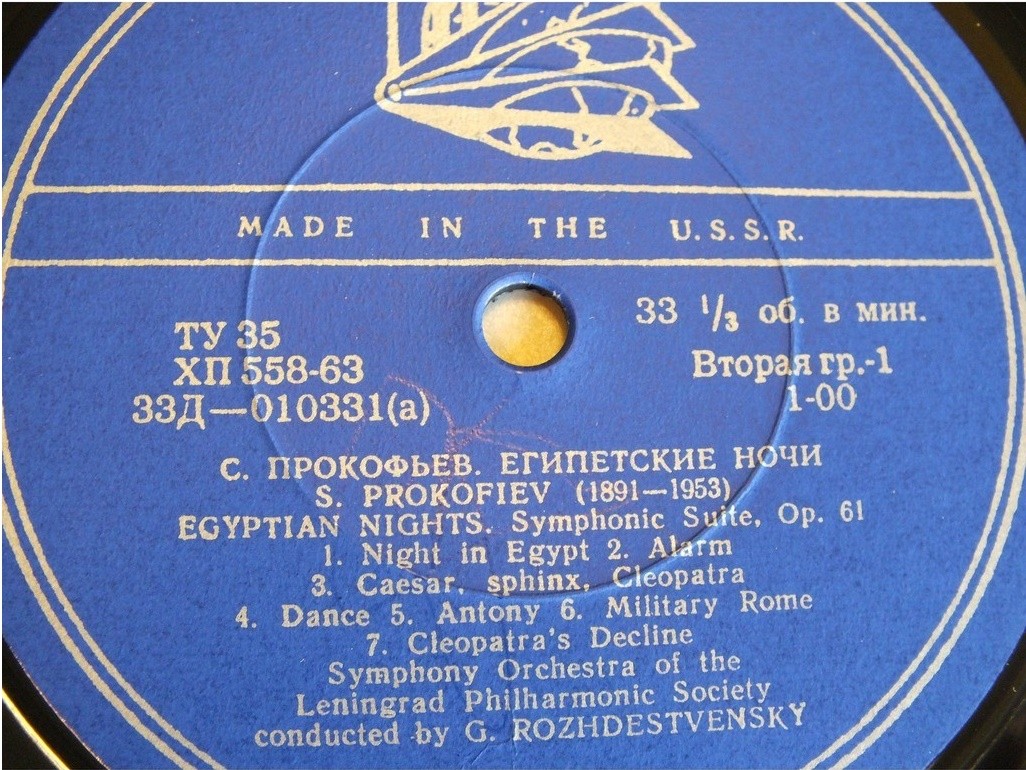 MADE IN THE U.S.S.R.
33 1/3 об. в мин.
ТУ 35
ХП 558-63
Вторая гр.-1
33Д—010331(а)
1-00
С. ПРОКОФЬЕВ. ЕГИПЕТСКИЕ НОЧИ
S. PROKOFIEV (1891—1953)
EGYPTIAN NIGHTS. Symphonic Suite, Op. 61
1. Night in Egypt 2. Alarm
3. Caesar, sphinx, Cleopatra
4. Dance 5. Antony 6. Military Rome
7. Cleopatra's Decline
Symphony Orchestra of the
Leningrad Philharmonic Society
conducted by G. ROZHDESTVENSKY